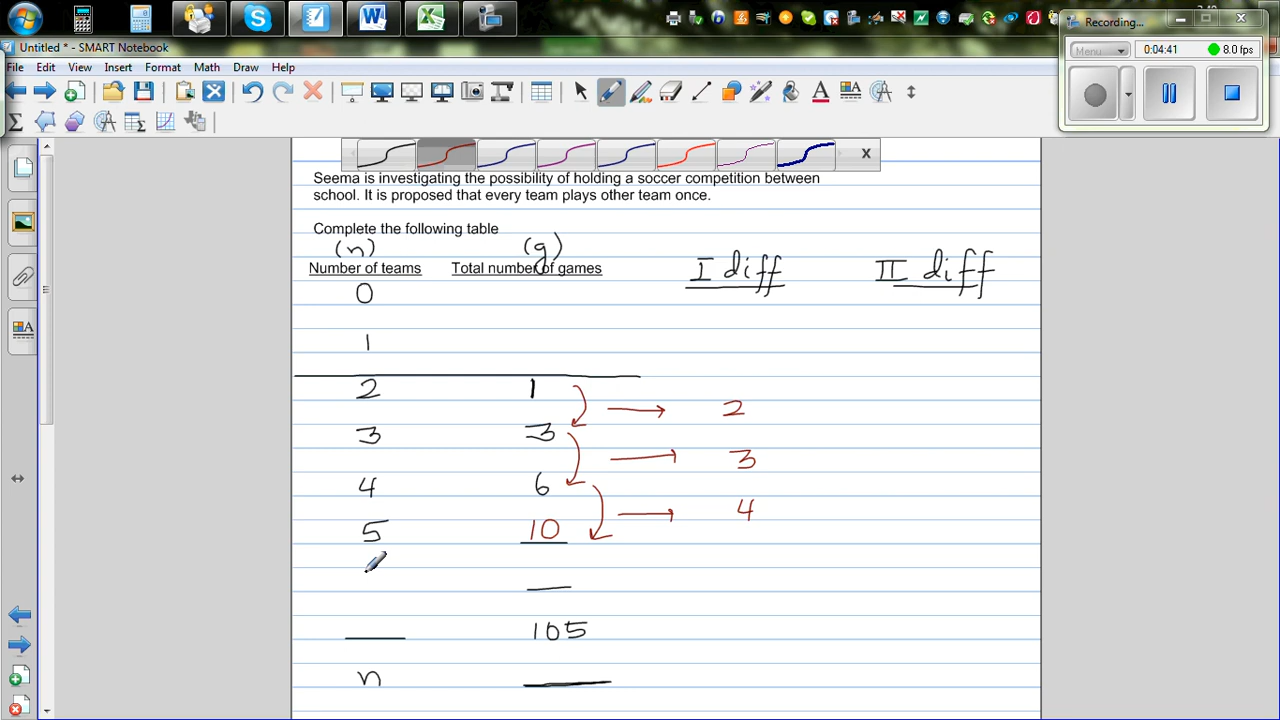 Recording...
Untitled * - SMART Notebook
File Edit View Insert Format Math Draw Help
Menu 0:04:41 8.0 fps
x
Seema is investigating the possibility of holding a soccer competition between
school. It is proposed that every team plays other team once.
Complete the following table
(n) (g)
Number of teams Total number of games I diff II diff
0
1
2 1
2
3 3
3
4 6
4
5 10
105
n